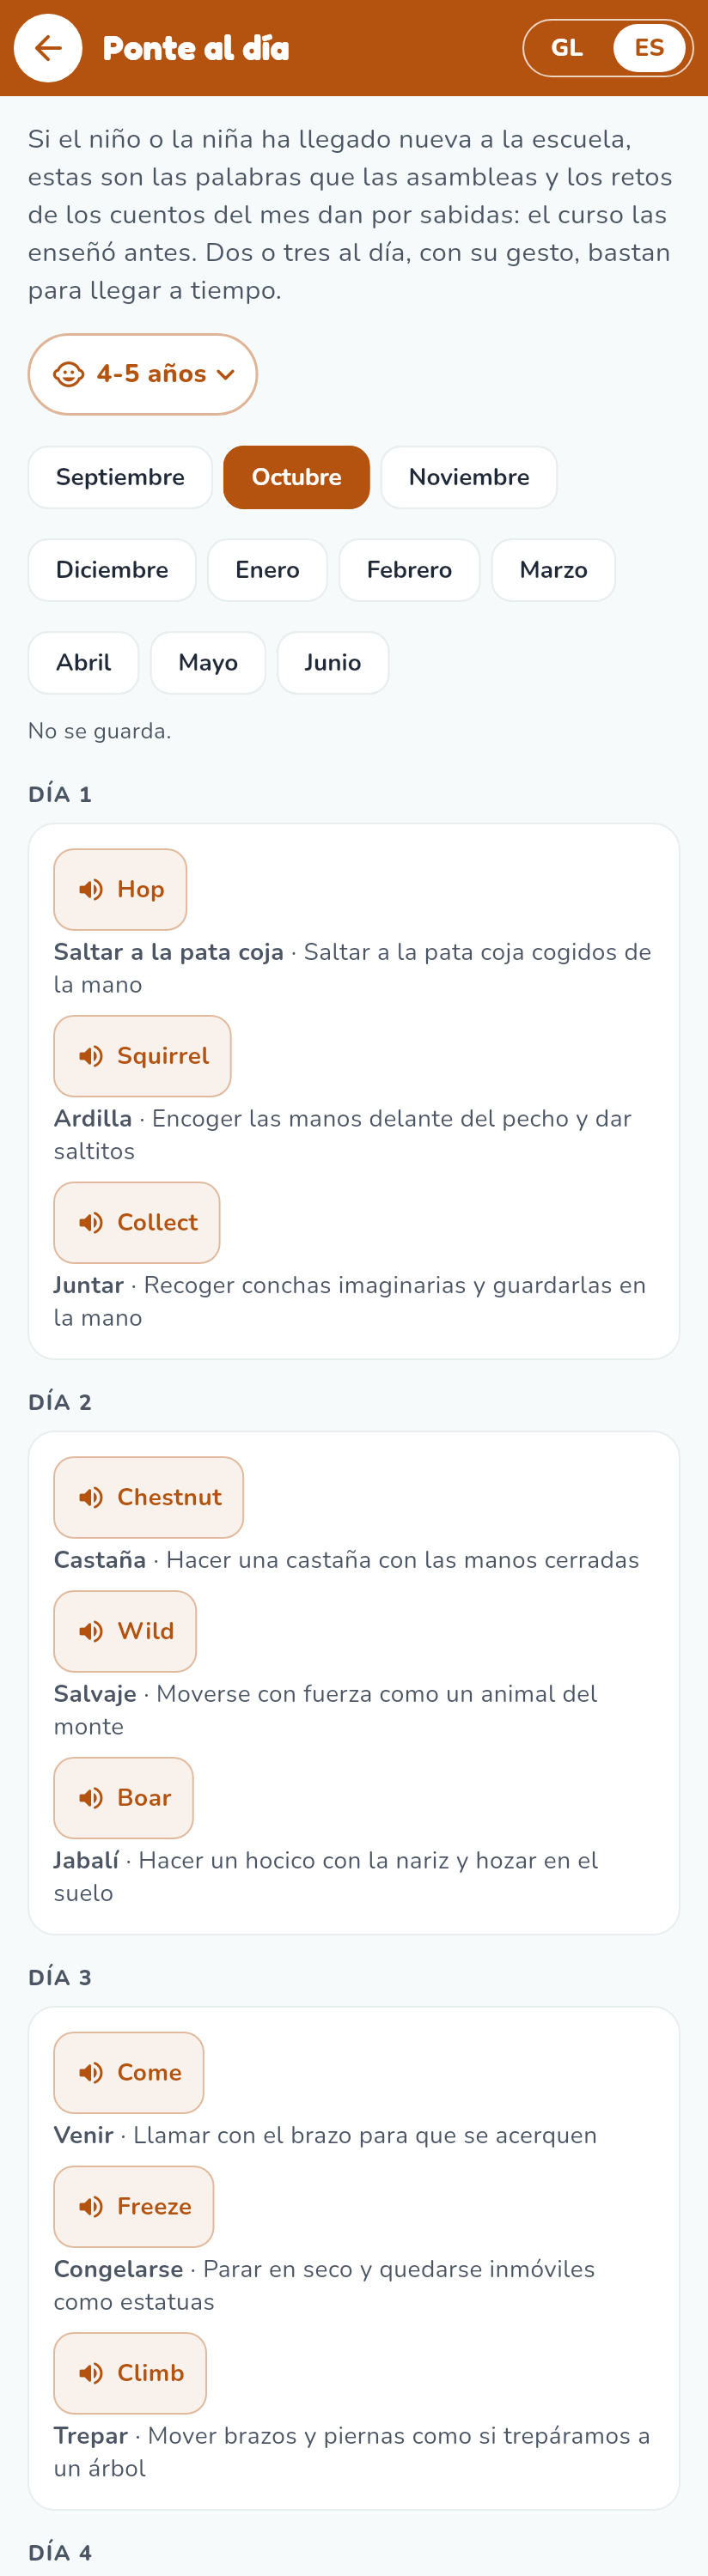 Ponte al día
GL
ES
Si el niño o la niña ha llegado nueva a la escuela,
estas son las palabras que las asambleas y los retos
de los cuentos del mes dan por sabidas: el curso las
enseñó antes. Dos o tres al día, con su gesto, bastan
para llegar a tiempo.
4-5 años
Septiembre
Octubre
Noviembre
Diciembre
Enero
Febrero
Marzo
Abril
Mayo
Junio
No se guarda.
DÍA 1
Hop
Saltar a la pata coja · Saltar a la pata coja cogidos de
la mano
Squirrel
Ardilla · Encoger las manos delante del pecho y dar
saltitos
Collect
Juntar · Recoger conchas imaginarias y guardarlas en
la mano
DÍA 2
Chestnut
Castaña · Hacer una castaña con las manos cerradas
Wild
Salvaje · Moverse con fuerza como un animal del
monte
Boar
Jabalí · Hacer un hocico con la nariz y hozar en el
suelo
DÍA 3
Come
Venir · Llamar con el brazo para que se acerquen
Freeze
Congelarse · Parar en seco y quedarse inmóviles
como estatuas
Climb
Trepar · Mover brazos y piernas como si trepáramos a
un árbol
DÍA 4